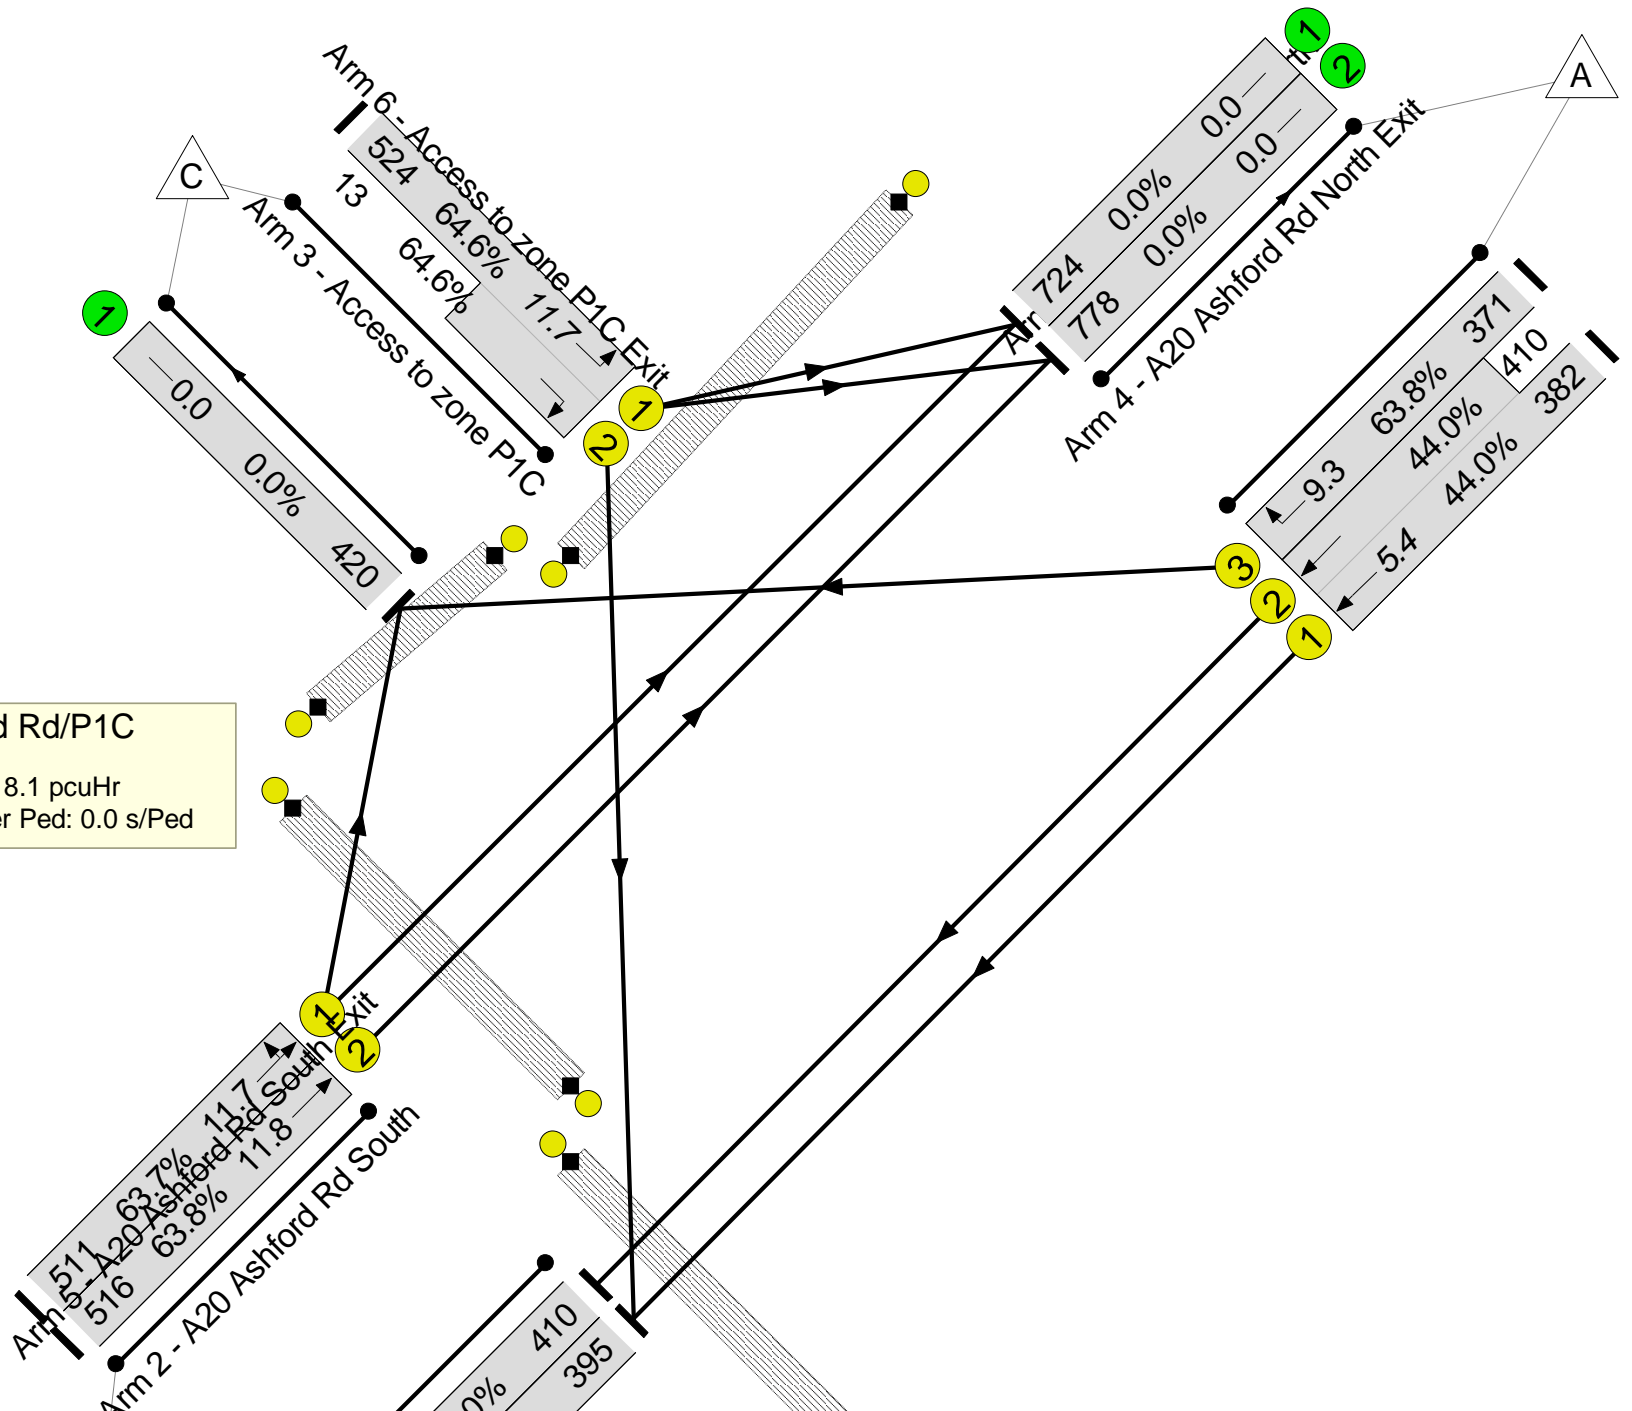 1
2
A
Arm 6 - Access to zone P1C Exit
524 64.6% 11.7
13 64.6%
1
2
C
Arm 3 - Access to zone P1C
1
0.0 0.0% 420
724 0.0% 0.0
778 0.0% 0.0
Arm 4 - A20 Ashford Rd North Exit
9.3 63.8% 371
44.0% 410
5.4 44.0% 382
3
2
1
d Rd/P1C
8.1 pcuHr
er Ped: 0.0 s/Ped
1
2
511 63.7% 11.7
516 63.8% 11.8
Arm 5 - A20 Ashford Rd South Exit
Arm 2 - A20 Ashford Rd South
410
0% 395